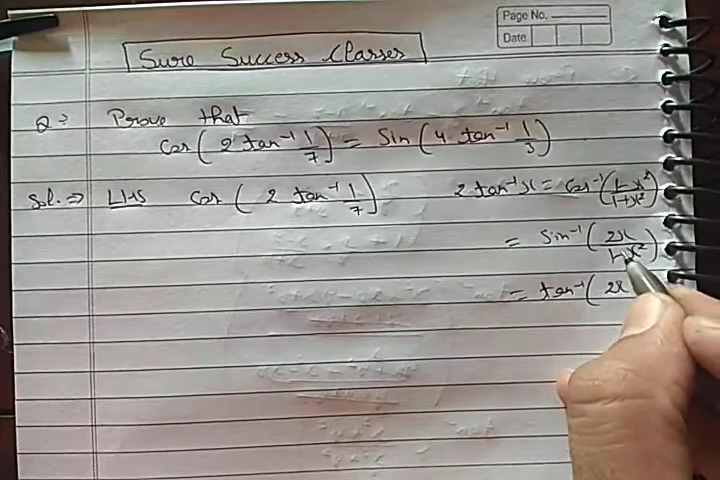 Page No.
Date
Sure Success Classes
Q ⇒ Prove that
Cos ( 2 tan⁻¹ 1/7 ) = Sin ( 4 tan⁻¹ 1/3 )
Sol. ⇒ LHS Cos ( 2 tan⁻¹ 1/7 ) 2 tan⁻¹x = Cos⁻¹ ( 1-x²/1+x² )
= Sin⁻¹ ( 2x/1+x² )
= tan⁻¹ ( 2x